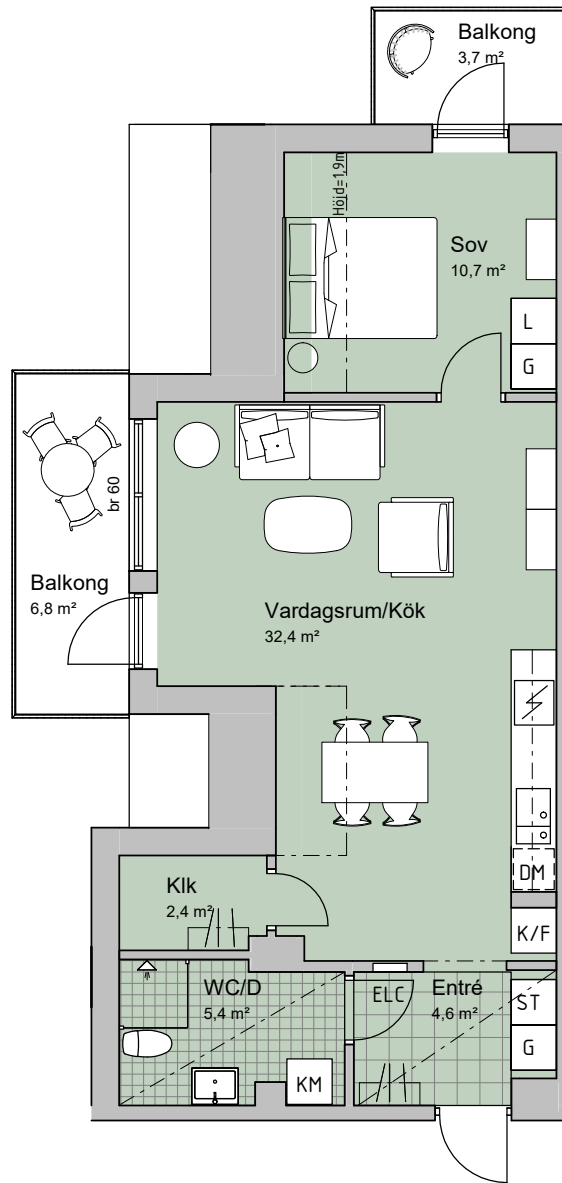 Balkong
3,7 m²
Höjd=1,9m
Sov
10,7 m²
L
G
br 60
Balkong
6,8 m²
Vardagsrum/Kök
32,4 m²
DM
Klk
2,4 m²
K/F
WC/D
5,4 m²
ELC
Entré
4,6 m²
ST
G
KM